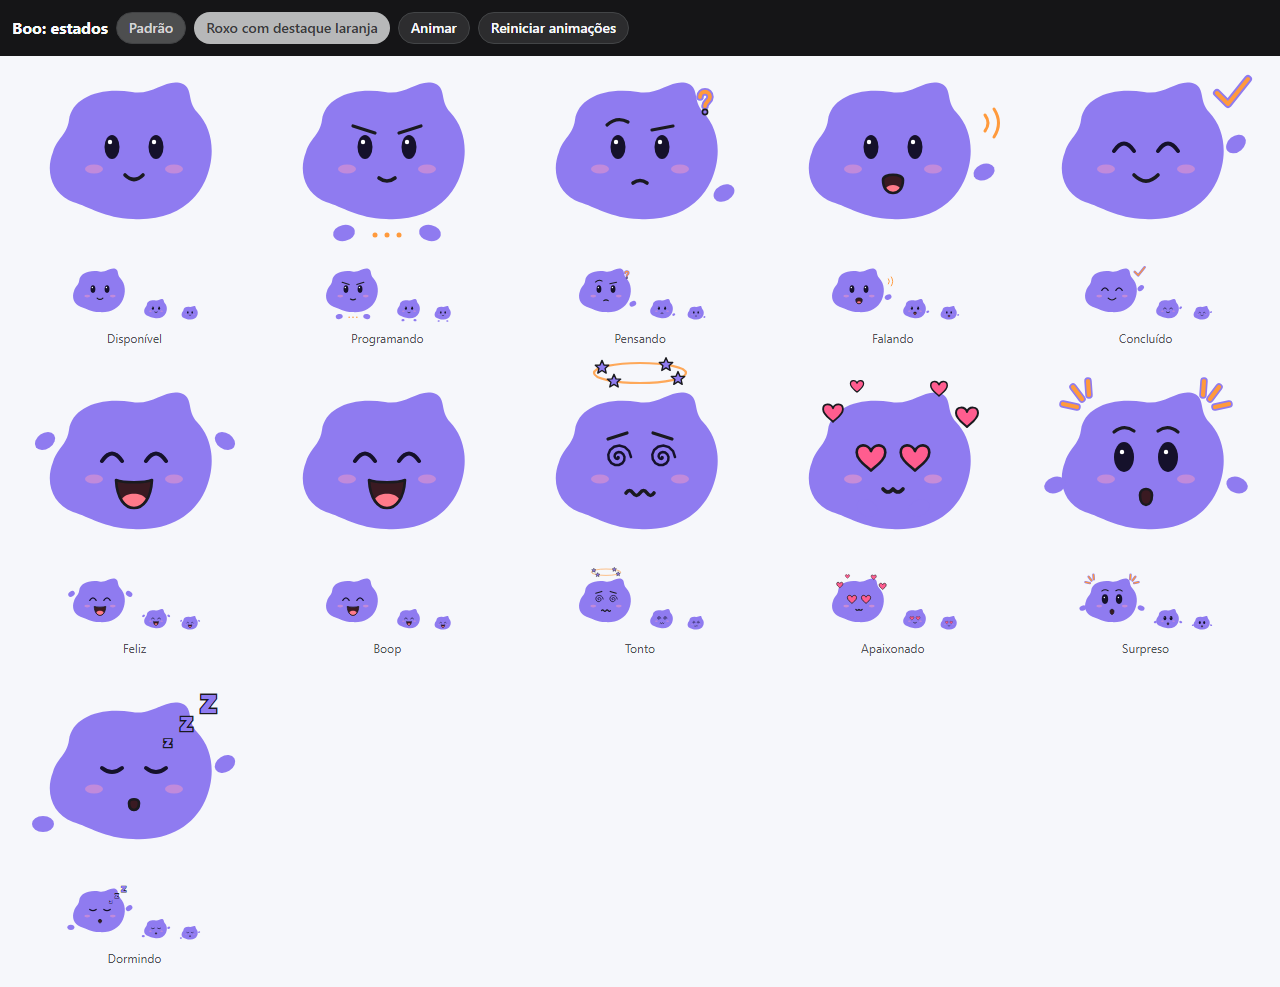 Boo: estados
Padrão
Roxo com destaque laranja
Animar
Reiniciar animações
?
Disponível
Programando
Pensando
Falando
Concluído
Feliz
Boop
Tonto
Apaixonado
Surpreso
z z Z
Dormindo